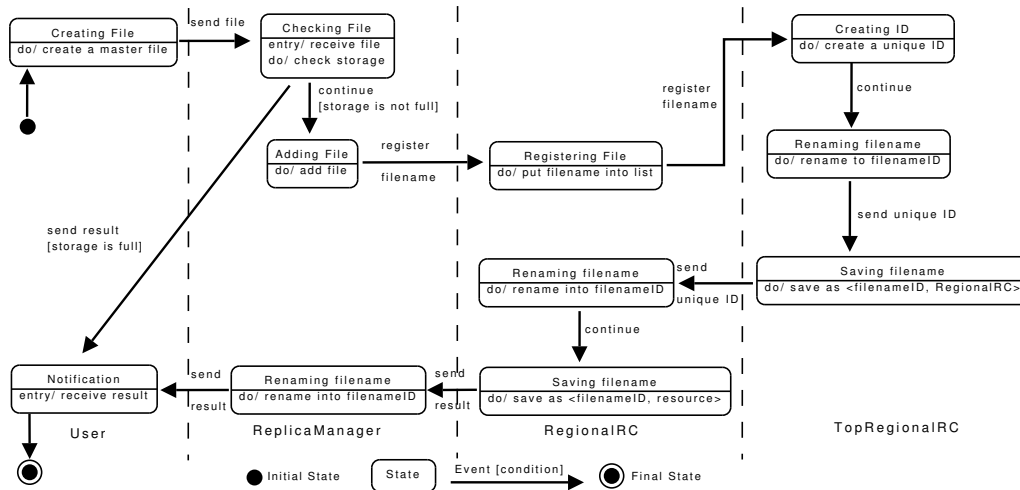 Creating File
do/ create a master file
send file
Checking File
entry/ receive file
do/ check storage
continue
[storage is not full]
Adding File
do/ add file
register
filename
Registering File
do/ put filename into list
register
filename
Creating ID
do/ create a unique ID
continue
Renaming filename
do/ rename to filenameID
send unique ID
Saving filename
do/ save as <filenameID, RegionalRC>
send
unique ID
Renaming filename
do/ rename into filenameID
continue
Saving filename
do/ save as <filenameID, resource>
send
result
Renaming filename
do/ rename into filenameID
send
result
send result
[storage is full]
Notification
entry/ receive result
User
ReplicaManager
RegionalRC
TopRegionalRC
Initial State
State
Event [condition]
Final State